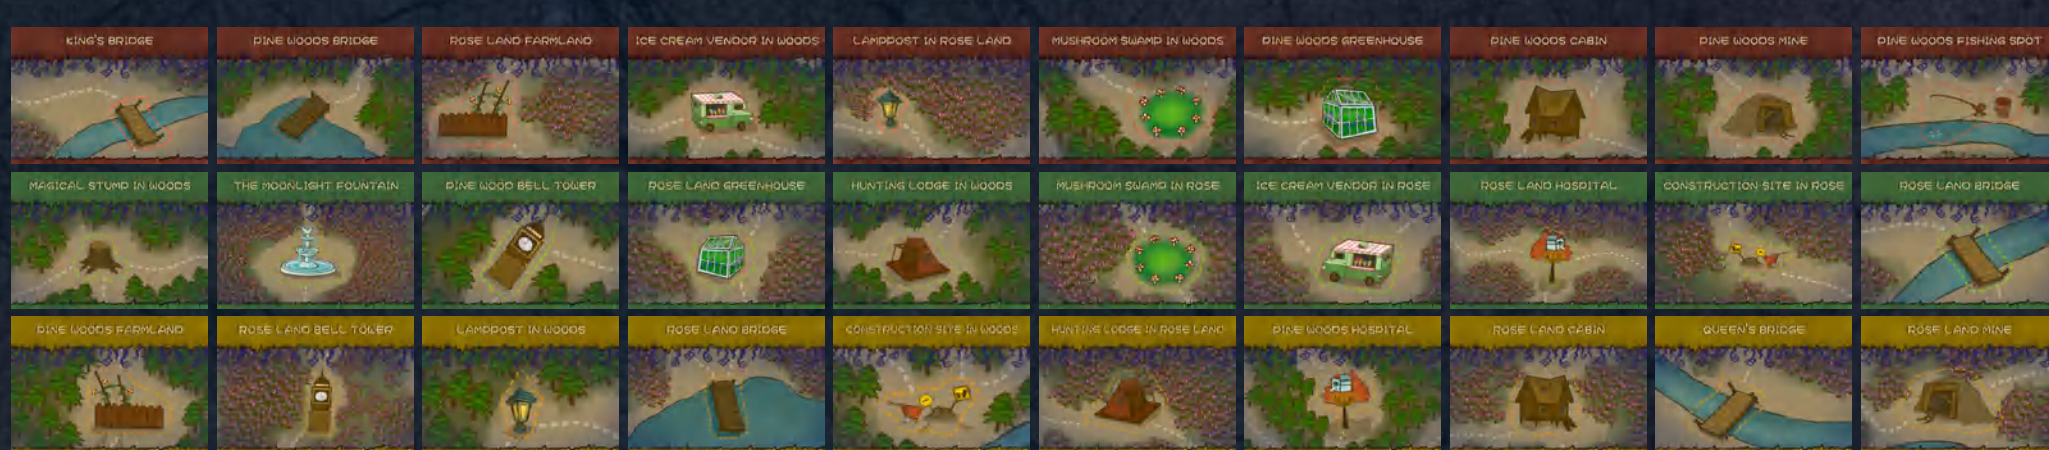 KING'S BRIDGE
PINE WOODS BRIDGE
ROSE LAND FARMLAND
ICE CREAM VENDOR IN WOODS
LAMPPOST IN ROSE LAND
MUSHROOM SWAMP IN WOODS
PINE WOODS GREENHOUSE
PINE WOODS CABIN
PINE WOODS MINE
PINE WOODS FISHING SPOT
MAGICAL STUMP IN WOODS
THE MOONLIGHT FOUNTAIN
PINE WOOD BELL TOWER
ROSE LAND GREENHOUSE
HUNTING LODGE IN WOODS
MUSHROOM SWAMP IN ROSE
ICE CREAM VENDOR IN ROSE
ROSE LAND HOSPITAL
CONSTRUCTION SITE IN ROSE
ROSE LAND BRIDGE
PINE WOODS FARMLAND
ROSE LAND BELL TOWER
LAMPPOST IN WOODS
ROSE LAND BRIDGE
CONSTRUCTION SITE IN WOODS
HUNTING LODGE IN ROSE LAND
PINE WOODS HOSPITAL
ROSE LAND CABIN
QUEEN'S BRIDGE
ROSE LAND MINE